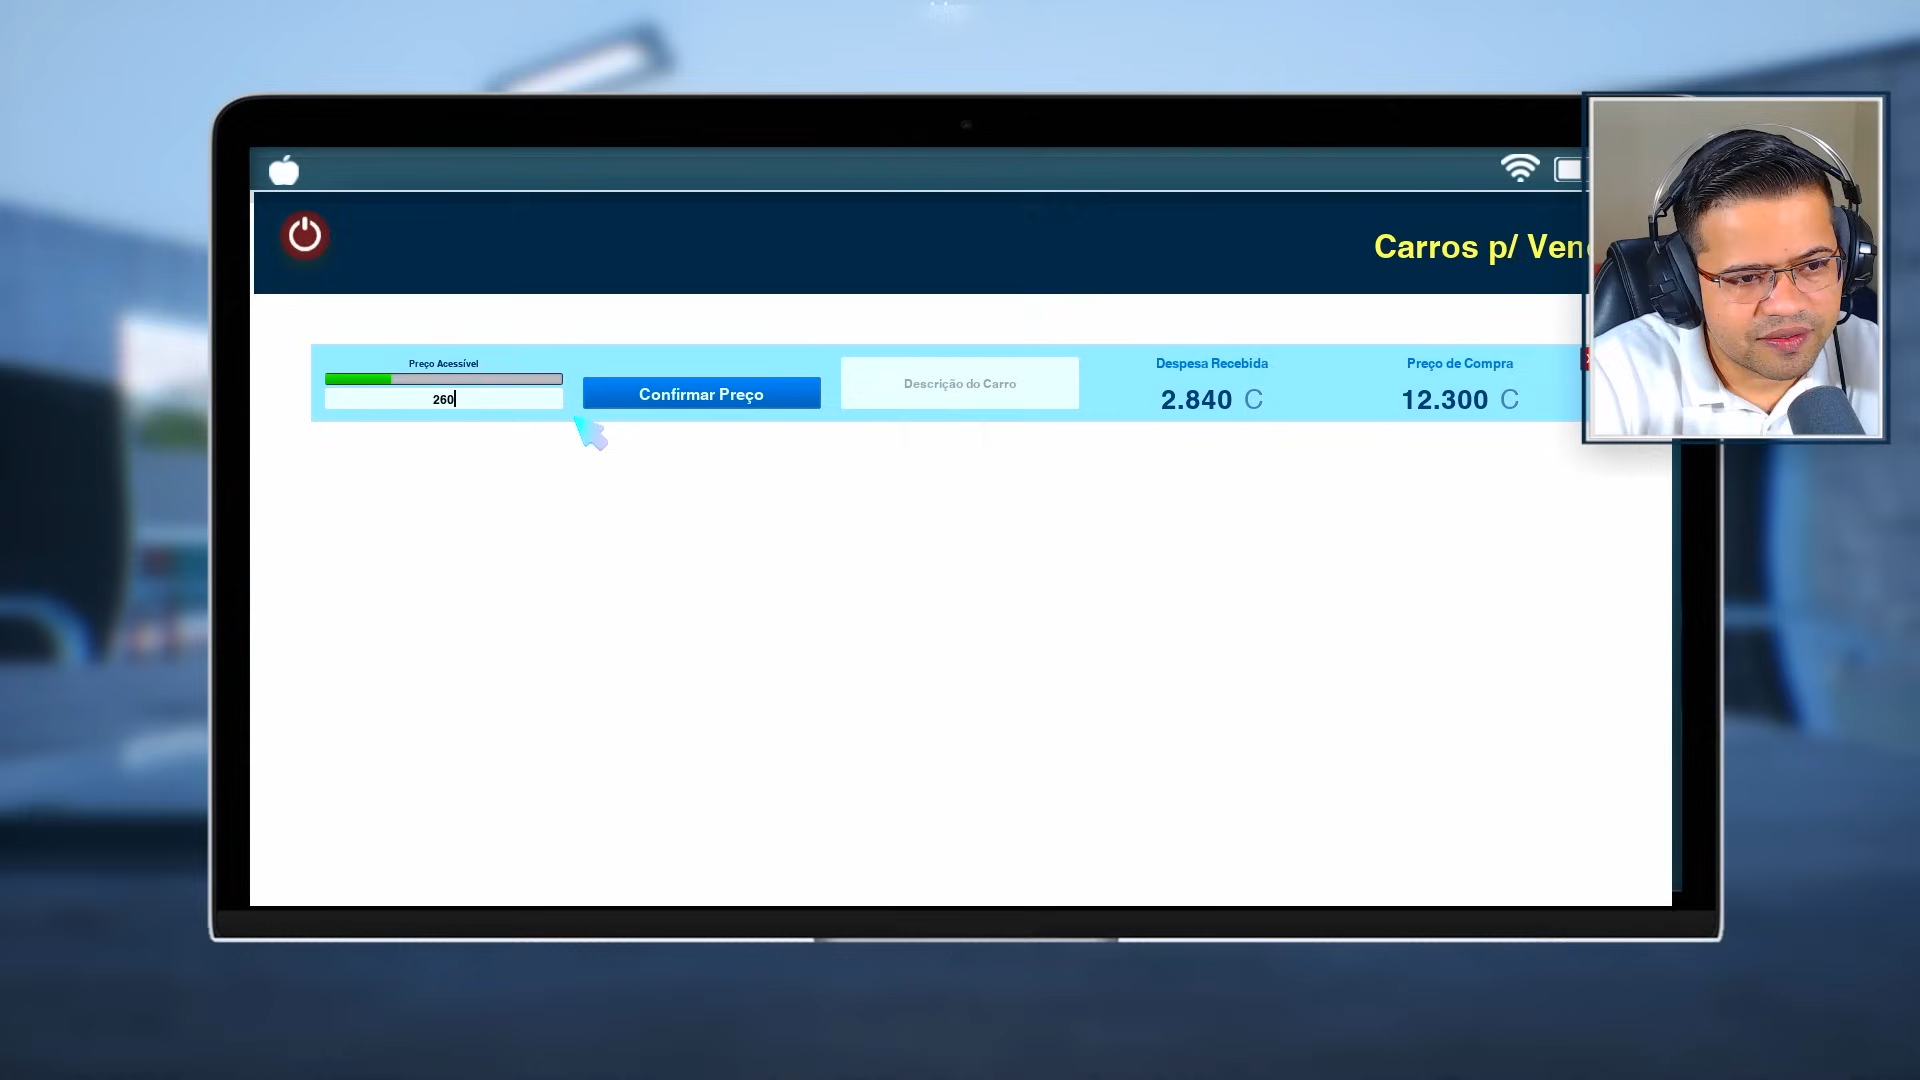 Carros p/ Ven
Preço Acessível
260
Confirmar Preço
Descrição do Carro
Despesa Recebida
2.840 C
Preço de Compra
12.300 C